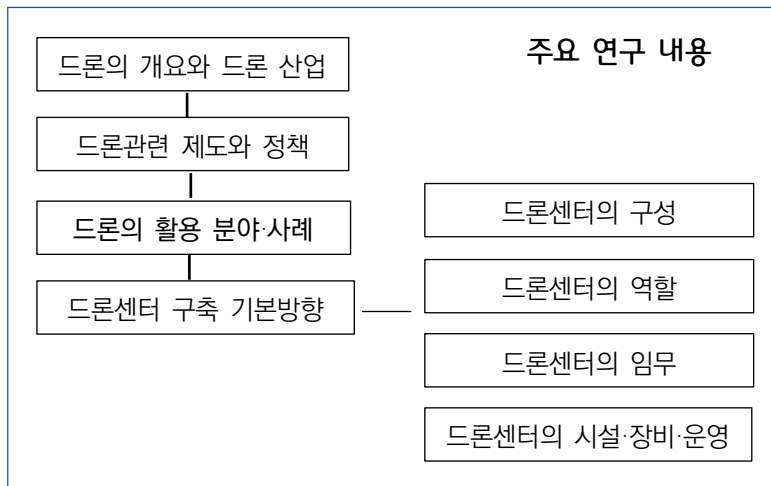 주요 연구 내용
드론의 개요와 드론 산업
드론관련 제도와 정책
드론의 활용 분야·사례
드론센터 구축 기본방향
드론센터의 구성
드론센터의 역할
드론센터의 임무
드론센터의 시설·장비·운영